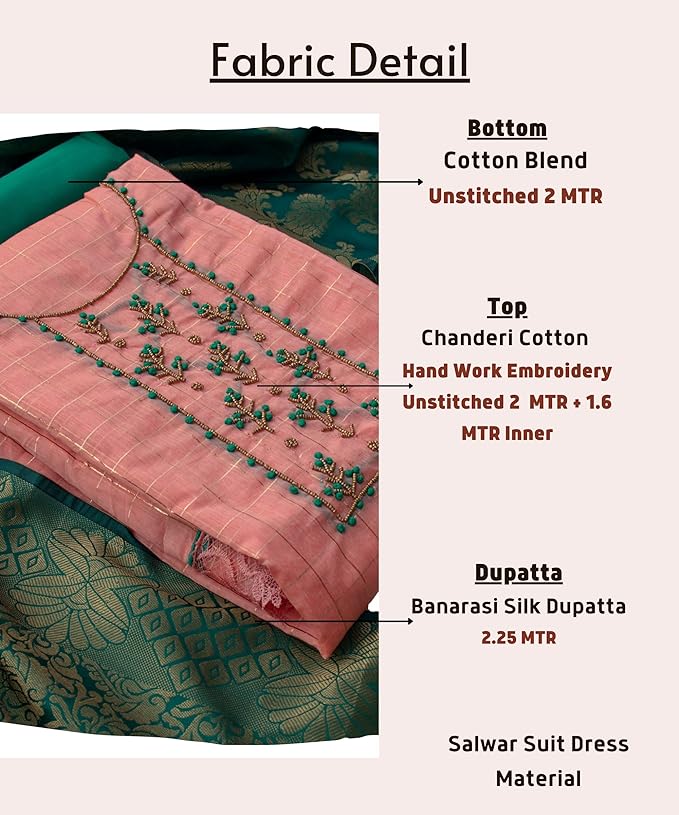 Fabric Detail
Bottom
Cotton Blend
Unstitched 2 MTR
Top
Chanderi Cotton
Hand Work Embroidery
Unstitched 2 MTR + 1.6
MTR Inner
Dupatta
Banarasi Silk Dupatta
2.25 MTR
Salwar Suit Dress
Material